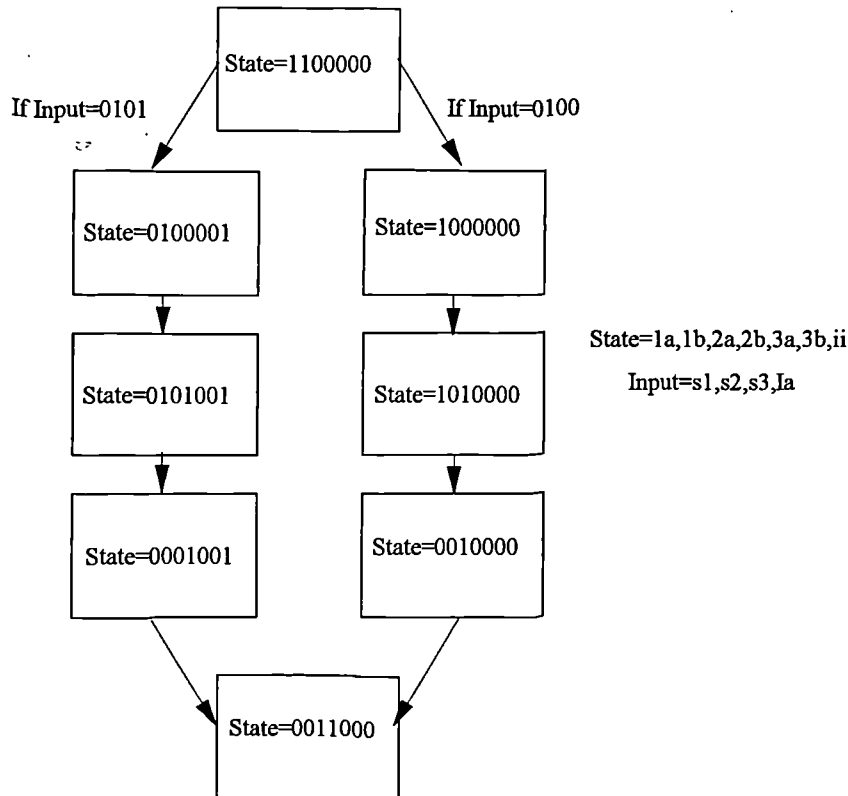 State=1100000
If Input=0101
If Input=0100
State=0100001
State=1000000
State=1a,1b,2a,2b,3a,3b,ii
Input=s1,s2,s3,Ia
State=0101001
State=1010000
State=0001001
State=0010000
State=0011000